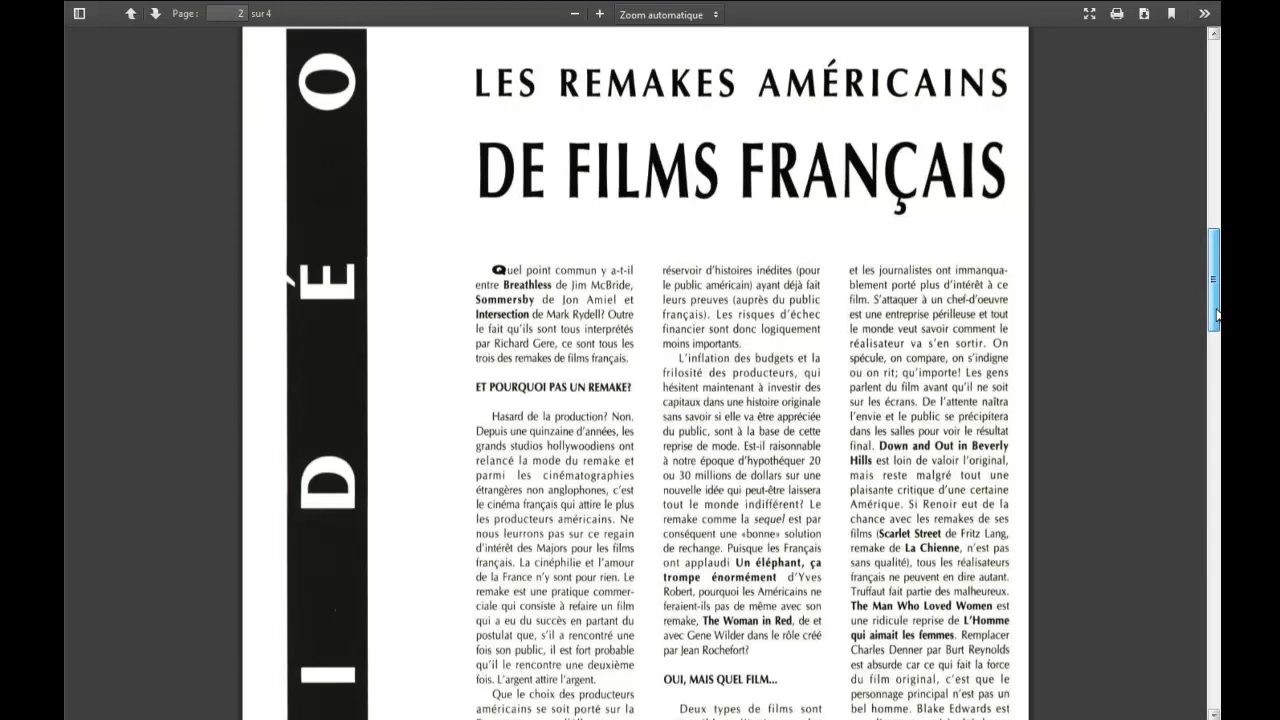 Page : 2 sur 4
Zoom automatique
VIDÉO
LES REMAKES AMÉRICAINS
DE FILMS FRANÇAIS
Quel point commun y a-t-il
entre Breathless de Jim McBride,
Sommersby de Jon Amiel et
Intersection de Mark Rydell? Outre
le fait qu'ils sont tous interprétés
par Richard Gere, ce sont tous les
trois des remakes de films français.
ET POURQUOI PAS UN REMAKE?
Hasard de la production? Non.
Depuis une quinzaine d'années, les
grands studios hollywoodiens ont
relancé la mode du remake et
parmi les cinématographies
étrangères non anglophones, c'est
le cinéma français qui attire le plus
les producteurs américains. Ne
nous leurrons pas sur ce regain
d'intérêt des Majors pour les films
français. La cinéphilie et l'amour
de la France n'y sont pour rien. Le
remake est une pratique commer-
ciale qui consiste à refaire un film
qui a eu du succès en partant du
postulat que, s'il a rencontré une
fois son public, il est fort probable
qu'il le rencontre une deuxième
fois. L'argent attire l'argent.
Que le choix des producteurs
américains se soit porté sur la
réservoir d'histoires inédites (pour
le public américain) ayant déjà fait
leurs preuves (auprès du public
français). Les risques d'échec
financier sont donc logiquement
moins importants.
L'inflation des budgets et la
frilosité des producteurs, qui
hésitent maintenant à investir des
capitaux dans une histoire originale
sans savoir si elle va être appréciée
du public, sont à la base de cette
reprise de mode. Est-il raisonnable
à notre époque d'hypothéquer 20
ou 30 millions de dollars sur une
nouvelle idée qui peut-être laissera
tout le monde indifférent? Le
remake comme la sequel est par
conséquent une «bonne» solution
de rechange. Puisque les Français
ont applaudi Un éléphant, ça
trompe énormément d'Yves
Robert, pourquoi les Américains ne
feraient-ils pas de même avec son
remake, The Woman in Red, de et
avec Gene Wilder dans le rôle créé
par Jean Rochefort?
OUI, MAIS QUEL FILM...
Deux types de films sont
et les journalistes ont immanqua-
blement porté plus d'intérêt à ce
film. S'attaquer à un chef-d'oeuvre
est une entreprise périlleuse et tout
le monde veut savoir comment le
réalisateur va s'en sortir. On
spécule, on compare, on s'indigne
ou on rit; qu'importe! Les gens
parlent du film avant qu'il ne soit
sur les écrans. De l'attente naîtra
l'envie et le public se précipitera
dans les salles pour voir le résultat
final. Down and Out in Beverly
Hills est loin de valoir l'original,
mais reste malgré tout une
plaisante critique d'une certaine
Amérique. Si Renoir eut de la
chance avec les remakes de ses
films (Scarlet Street de Fritz Lang,
remake de La Chienne, n'est pas
sans qualité), tous les réalisateurs
français ne peuvent en dire autant.
Truffaut fait partie des malheureux.
The Man Who Loved Women est
une ridicule reprise de L'Homme
qui aimait les femmes. Remplacer
Charles Denner par Burt Reynolds
est absurde car ce qui fait la force
du film original, c'est que le
personnage principal n'est pas un
bel homme. Blake Edwards est